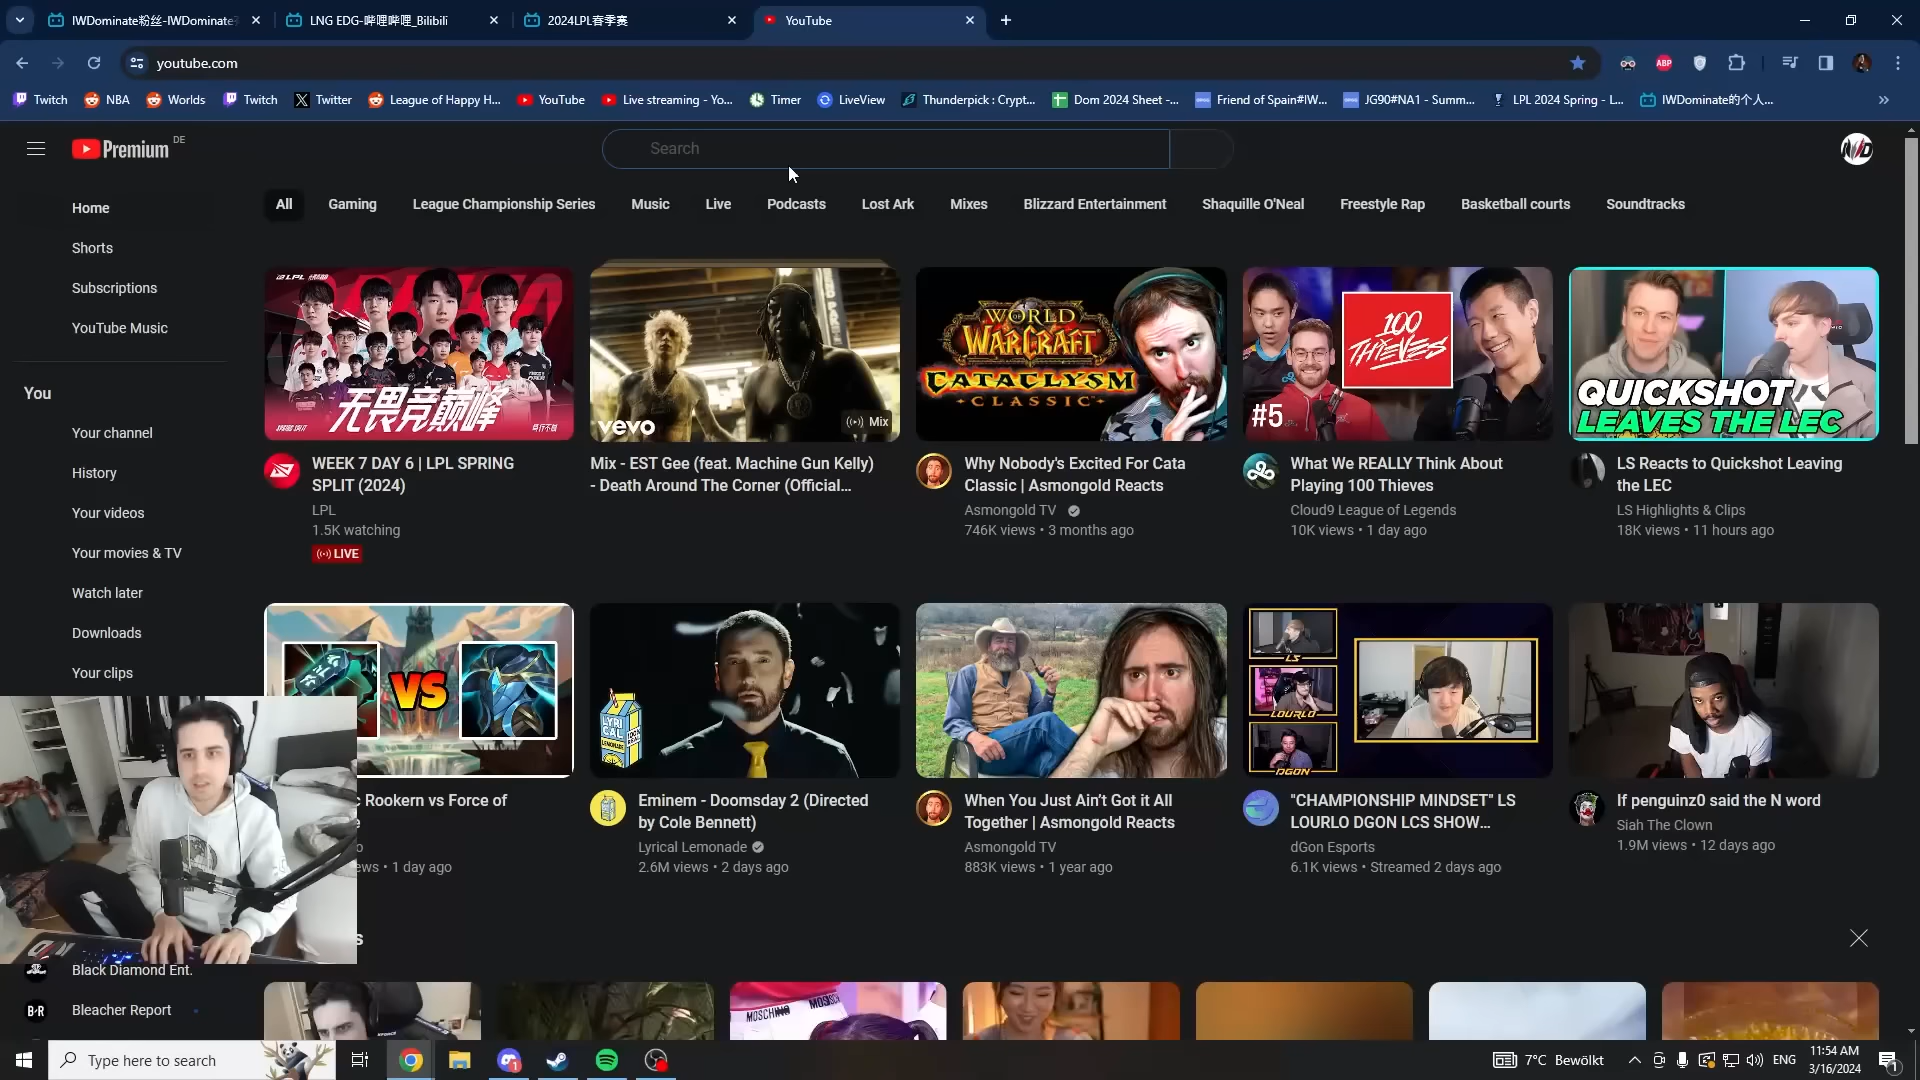 IWDominate粉丝-IWDominate
LNG EDG-哔哩哔哩_Bilibili
2024LPL春季赛
YouTube
youtube.com
ABP
Twitch
NBA
Worlds
Twitch
Twitter
League of Happy H...
YouTube
Live streaming - Yo...
Timer
LiveView
Thunderpick : Crypt...
Dom 2024 Sheet -...
Friend of Spain#IW...
JG90#NA1 - Summ...
LPL 2024 Spring - L...
IWDominate的个人...
Premium DE
Search
Home
Shorts
Subscriptions
YouTube Music
You
Your channel
History
Your videos
Your movies & TV
Watch later
Downloads
Your clips
Black Diamond Ent.
Bleacher Report
B·R
All
Gaming
League Championship Series
Music
Live
Podcasts
Lost Ark
Mixes
Blizzard Entertainment
Shaquille O'Neal
Freestyle Rap
Basketball courts
Soundtracks
LPL
无畏竞巅峰
WEEK 7 DAY 6 | LPL SPRING
SPLIT (2024)
LPL
1.5K watching
LIVE
vevo
Mix
Mix - EST Gee (feat. Machine Gun Kelly)
- Death Around The Corner (Official...
WORLD
OF
WARCRAFT
CATACLYSM
CLASSIC
Why Nobody's Excited For Cata
Classic | Asmongold Reacts
Asmongold TV
746K views • 3 months ago
100
THIEVES
#5
What We REALLY Think About
Playing 100 Thieves
Cloud9 League of Legends
10K views • 1 day ago
QUICKSHOT
LEAVES THE LEC
LS Reacts to Quickshot Leaving
the LEC
LS Highlights & Clips
18K views • 11 hours ago
VS
c Rookern vs Force of
e
o
ews • 1 day ago
LYRI
CAL
LEMONADE
Eminem - Doomsday 2 (Directed
by Cole Bennett)
Lyrical Lemonade
2.6M views • 2 days ago
When You Just Ain't Got it All
Together | Asmongold Reacts
Asmongold TV
883K views • 1 year ago
LS
LOURLO
DGON
"CHAMPIONSHIP MINDSET" LS
LOURLO DGON LCS SHOW...
dGon Esports
6.1K views • Streamed 2 days ago
If penguinz0 said the N word
Siah The Clown
1.9M views • 12 days ago
s
MOSCHINO
Type here to search
7°C Bewölkt
ENG
11:54 AM
3/16/2024
1